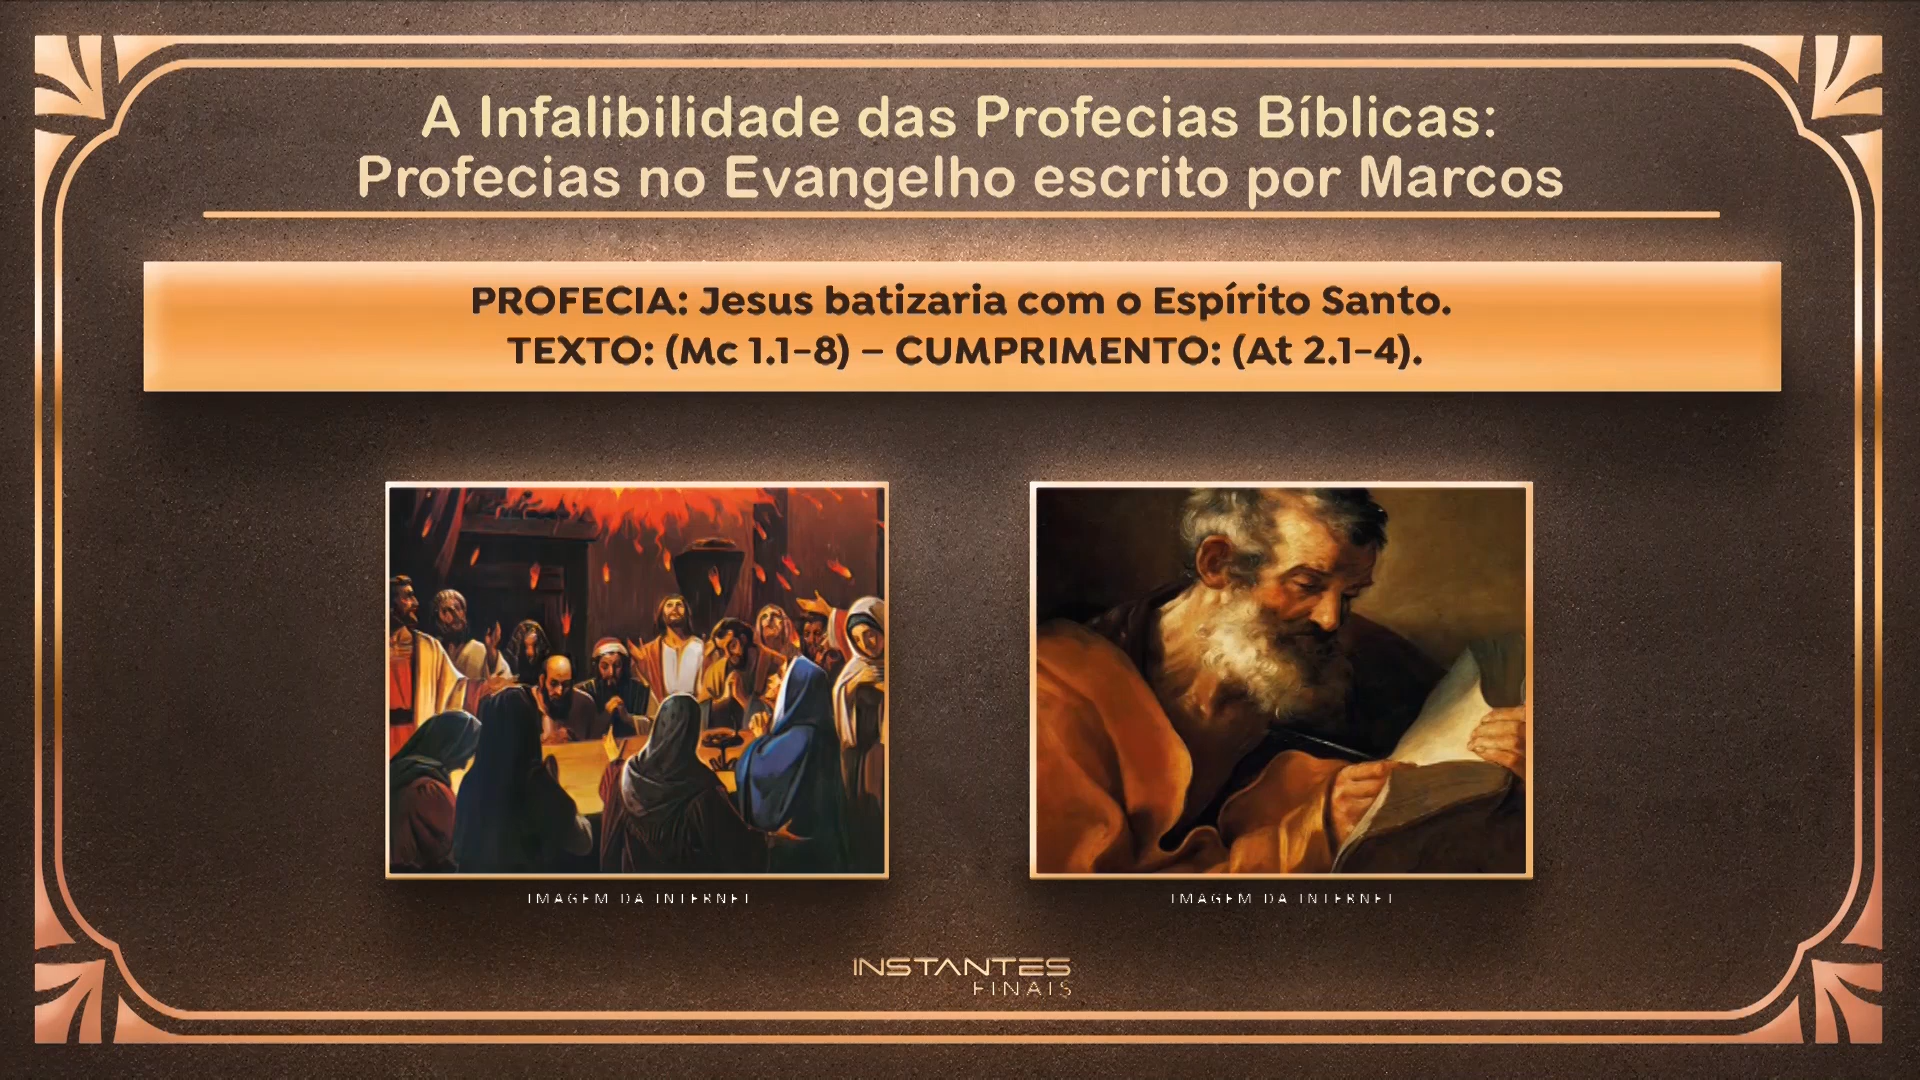 A Infalibilidade das Profecias Bíblicas:
Profecias no Evangelho escrito por Marcos
PROFECIA: Jesus batizaria com o Espírito Santo.
TEXTO: (Mc 1.1-8) – CUMPRIMENTO: (At 2.1-4).
IMAGEM DA INTERNET
IMAGEM DA INTERNET
INSTANTES
FINAIS